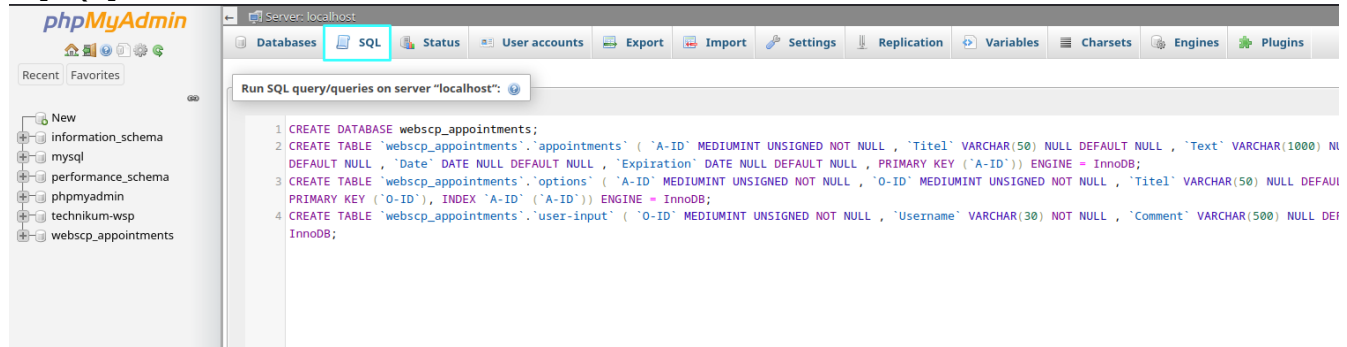 phpMyAdmin
Recent Favorites
New
information_schema
mysql
performance_schema
phpmyadmin
technikum-wsp
webscp_appointments
← Server: localhost
Databases SQL Status User accounts Export Import Settings Replication Variables Charsets Engines Plugins
Run SQL query/queries on server “localhost”:
1 CREATE DATABASE webscp_appointments;
2 CREATE TABLE `webscp_appointments`.`appointments` ( `A-ID` MEDIUMINT UNSIGNED NOT NULL , `Titel` VARCHAR(50) NULL DEFAULT NULL , `Text` VARCHAR(1000) NU
DEFAULT NULL , `Date` DATE NULL DEFAULT NULL , `Expiration` DATE NULL DEFAULT NULL , PRIMARY KEY (`A-ID`)) ENGINE = InnoDB;
3 CREATE TABLE `webscp_appointments`.`options` ( `A-ID` MEDIUMINT UNSIGNED NOT NULL , `O-ID` MEDIUMINT UNSIGNED NOT NULL , `Titel` VARCHAR(50) NULL DEFAUL
PRIMARY KEY (`O-ID`), INDEX `A-ID` (`A-ID`)) ENGINE = InnoDB;
4 CREATE TABLE `webscp_appointments`.`user-input` ( `O-ID` MEDIUMINT UNSIGNED NOT NULL , `Username` VARCHAR(30) NOT NULL , `Comment` VARCHAR(500) NULL DEF
InnoDB;